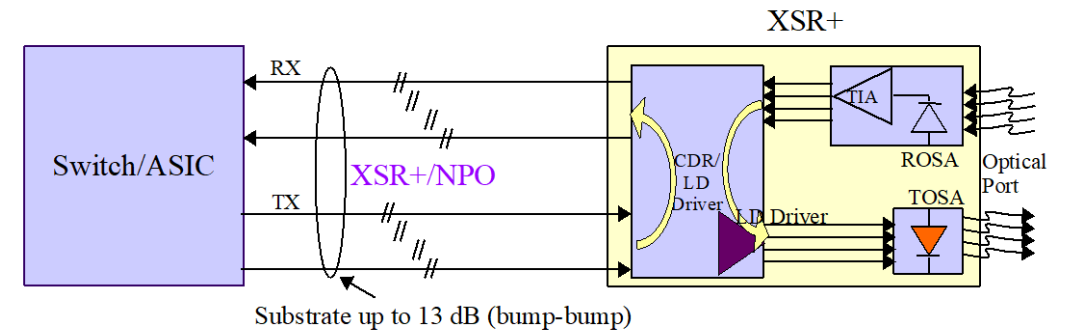 XSR+
RX
Switch/ASIC
XSR+/NPO
TX
CDR/
LD
Driver
LD Driver
TIA
ROSA
Optical
Port
TOSA
Substrate up to 13 dB (bump-bump)